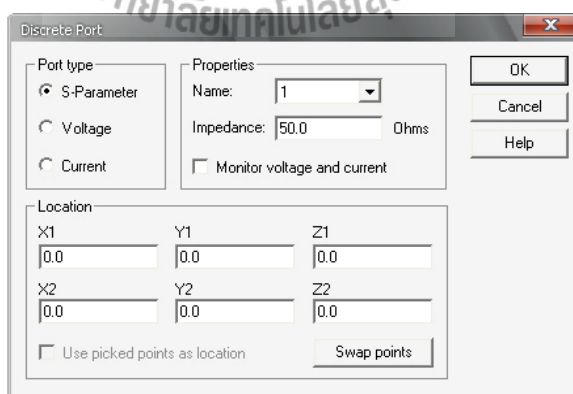 Discrete Port
Port type
S-Parameter
Voltage
Current
Properties
Name: 1
Impedance: 50.0 Ohms
Monitor voltage and current
OK
Cancel
Help
Location
X1 Y1 Z1
0.0 0.0 0.0
X2 Y2 Z2
0.0 0.0 0.0
Use picked points as location
Swap points